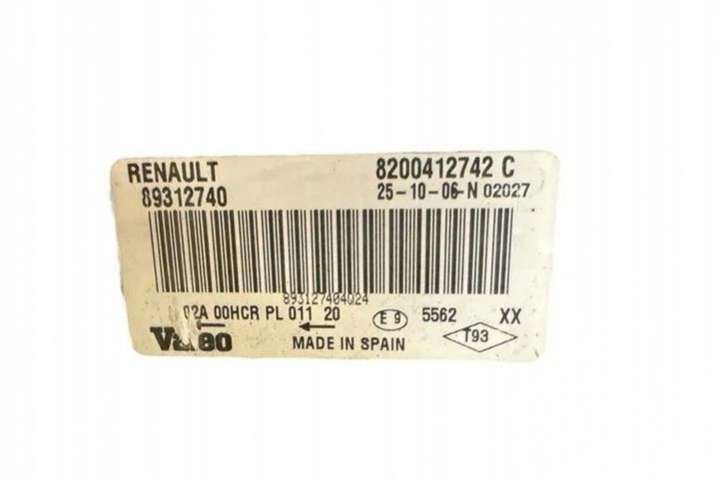 RENAULT 8200412742 C
89312740 25-10-06-N 02027
893127404Q24
02A 00HCR PL 011 20 E 9 5562 XX
Valeo MADE IN SPAIN T93